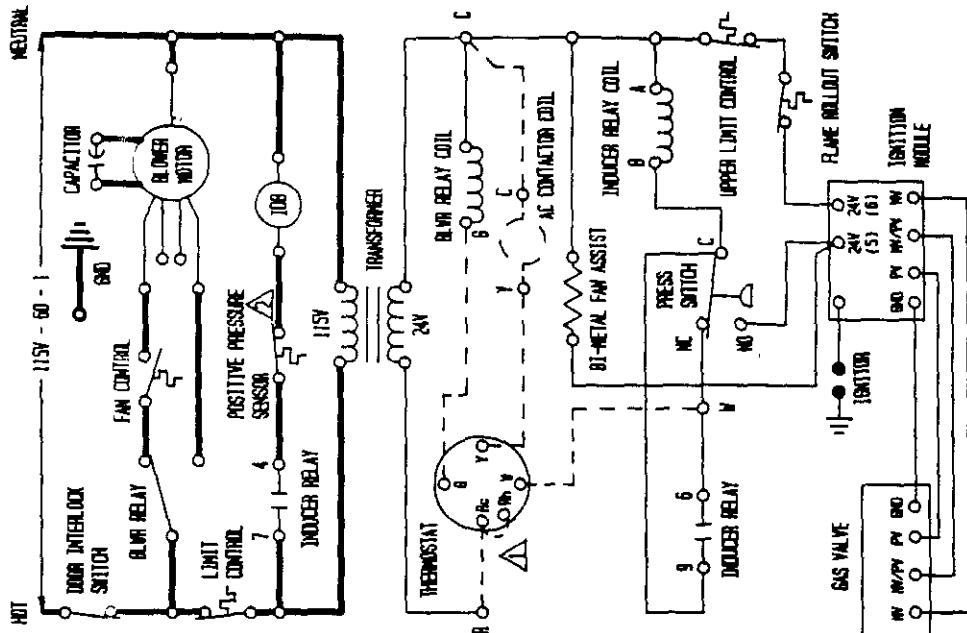 HOT
115V - 60 - 1
NEUTRAL
DOOR INTERLOCK
SWITCH
BLWR RELAY
FAN CONTROL
GND
CAPACITOR
BLOWER
MOTOR
LIMIT
CONTROL
7
4
INDUCER RELAY
POSITIVE PRESSURE
SENSOR
2
IDB
115V
TRANSFORMER
24V
R
THERMOSTAT
Rc
Rh
G
Y
W
1
BLWR RELAY COIL
G
C
Y
C
AC CONTACTOR COIL
BI-METAL FAN ASSIST
INDUCER RELAY COIL
A
B
PRESS
SWITCH
NC
NO
C
W
9
6
INDUCER RELAY
UPPER LIMIT CONTROL
FLAME ROLLOUT SWITCH
IGNITION
MODULE
24V
(5)
24V
(6)
GND
PV
MV/PV
MV
IGNITOR
GAS VALVE
MV
MV/PV
PV
GND